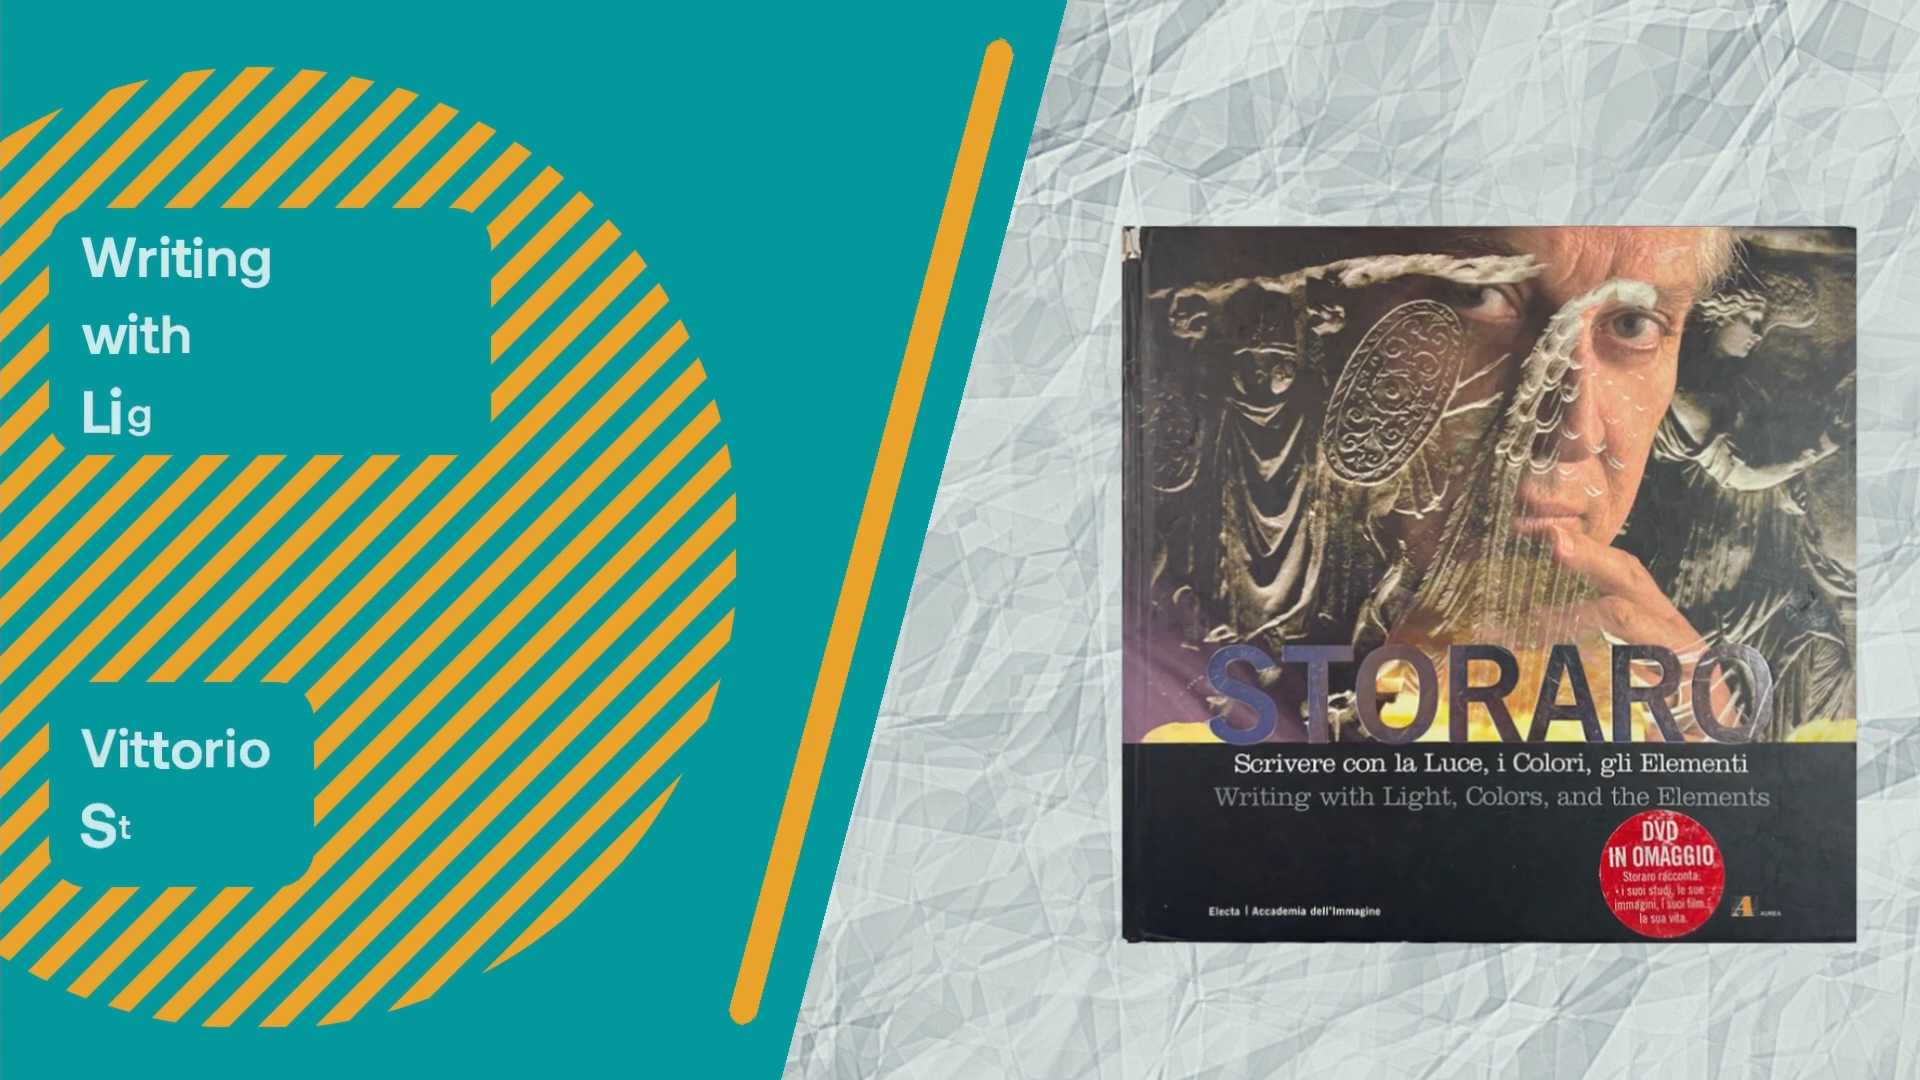 Writing
with
Lig
Vittorio
St
STORARO
Scrivere con la Luce, i Colori, gli Elementi
Writing with Light, Colors, and the Elements
DVD
IN OMAGGIO
Storaro racconta:
i suoi studi, le sue
immagini, i suoi film...
la sua vita.
Electa | Accademia dell'Immagine
A AUREA